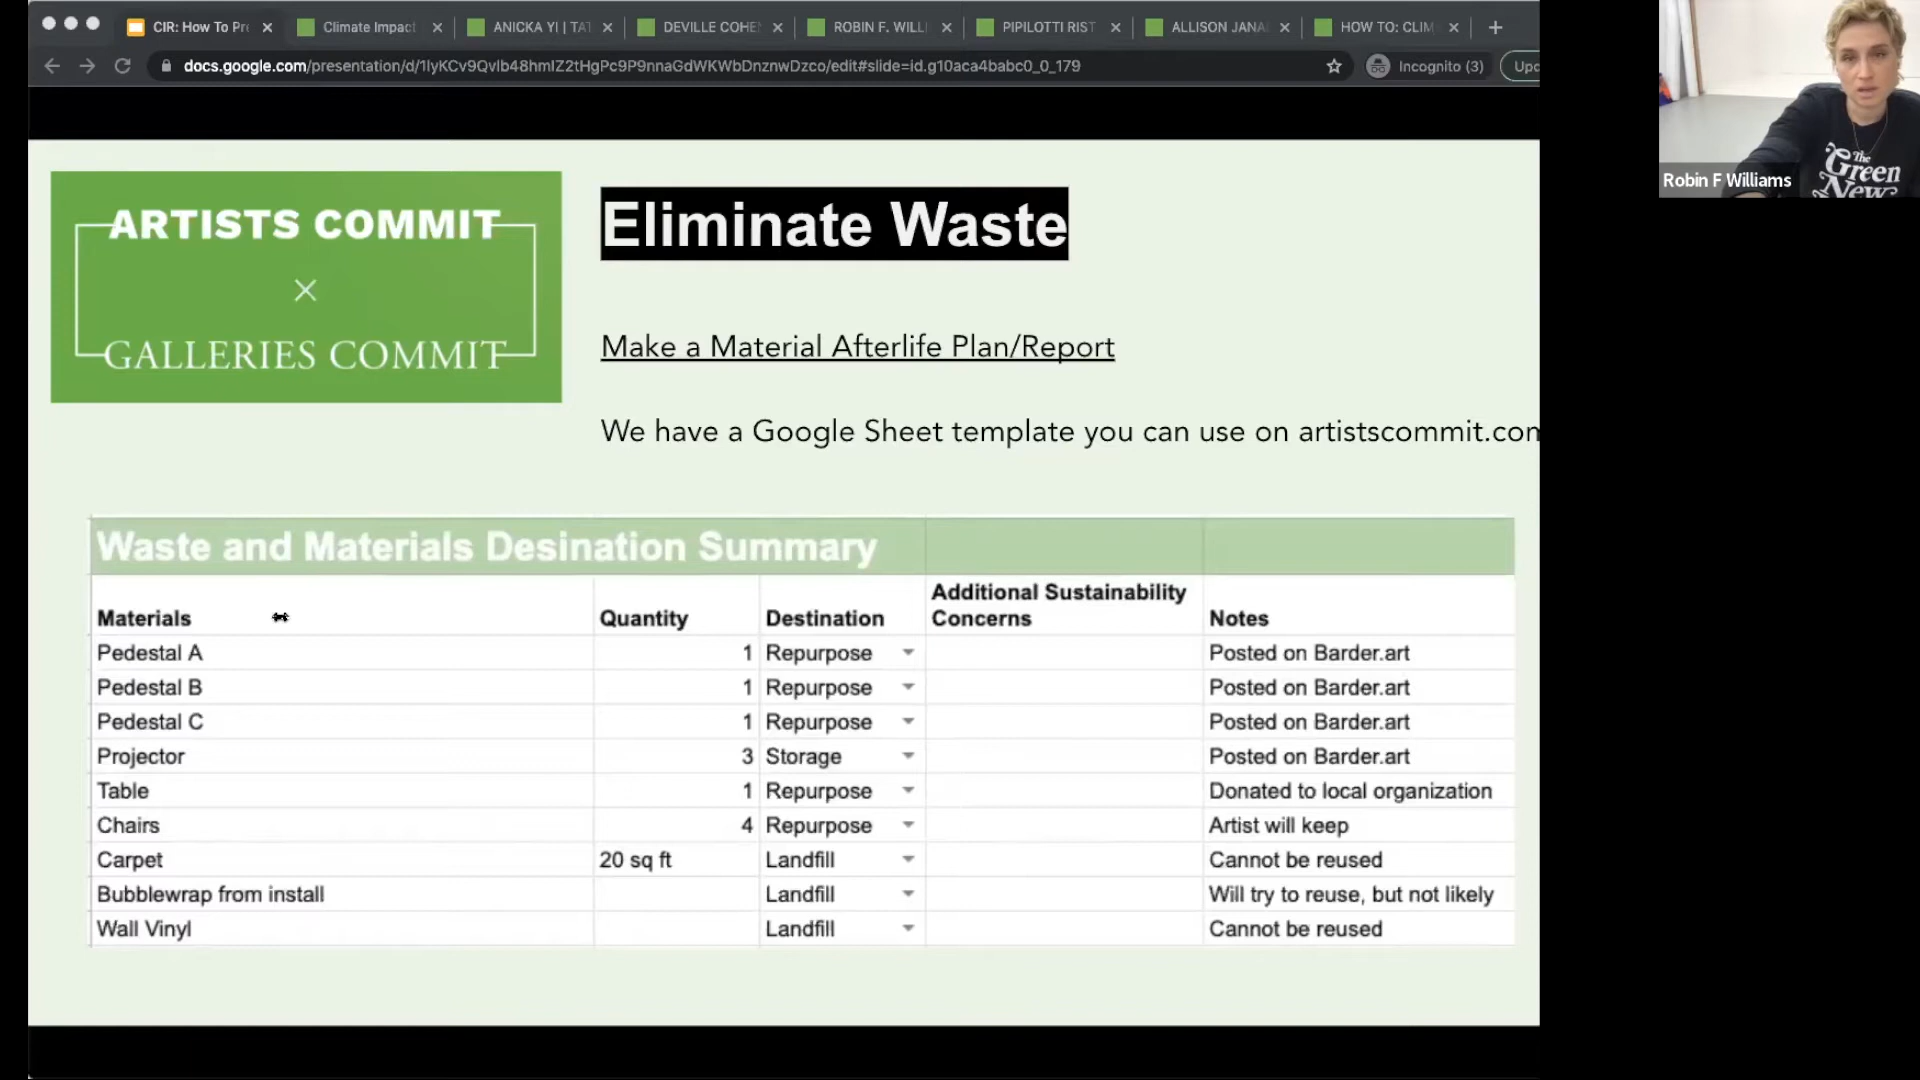 CIR: How To Pre
Climate Impact
ANICKA YI | TAT
DEVILLE COHE
ROBIN F. WILLI
PIPILOTTI RIST
ALLISON JANA
HOW TO: CLIM
docs.google.com/presentation/d/1lyKCv9Qvlb48hmIZ2tHgPc9P9nnaGdWKWbDnznwDzco/edit#slide=id.g10aca4babc0_0_179
Incognito (3)
Upd
ARTISTS COMMIT
×
GALLERIES COMMIT
Eliminate Waste
Make a Material Afterlife Plan/Report
We have a Google Sheet template you can use on artistscommit.com
Waste and Materials Desination Summary
Materials Quantity Destination Additional Sustainability Concerns Notes
Pedestal A 1 Repurpose Posted on Barder.art
Pedestal B 1 Repurpose Posted on Barder.art
Pedestal C 1 Repurpose Posted on Barder.art
Projector 3 Storage Posted on Barder.art
Table 1 Repurpose Donated to local organization
Chairs 4 Repurpose Artist will keep
Carpet 20 sq ft Landfill Cannot be reused
Bubblewrap from install Landfill Will try to reuse, but not likely
Wall Vinyl Landfill Cannot be reused
The
Green
New
Robin F Williams